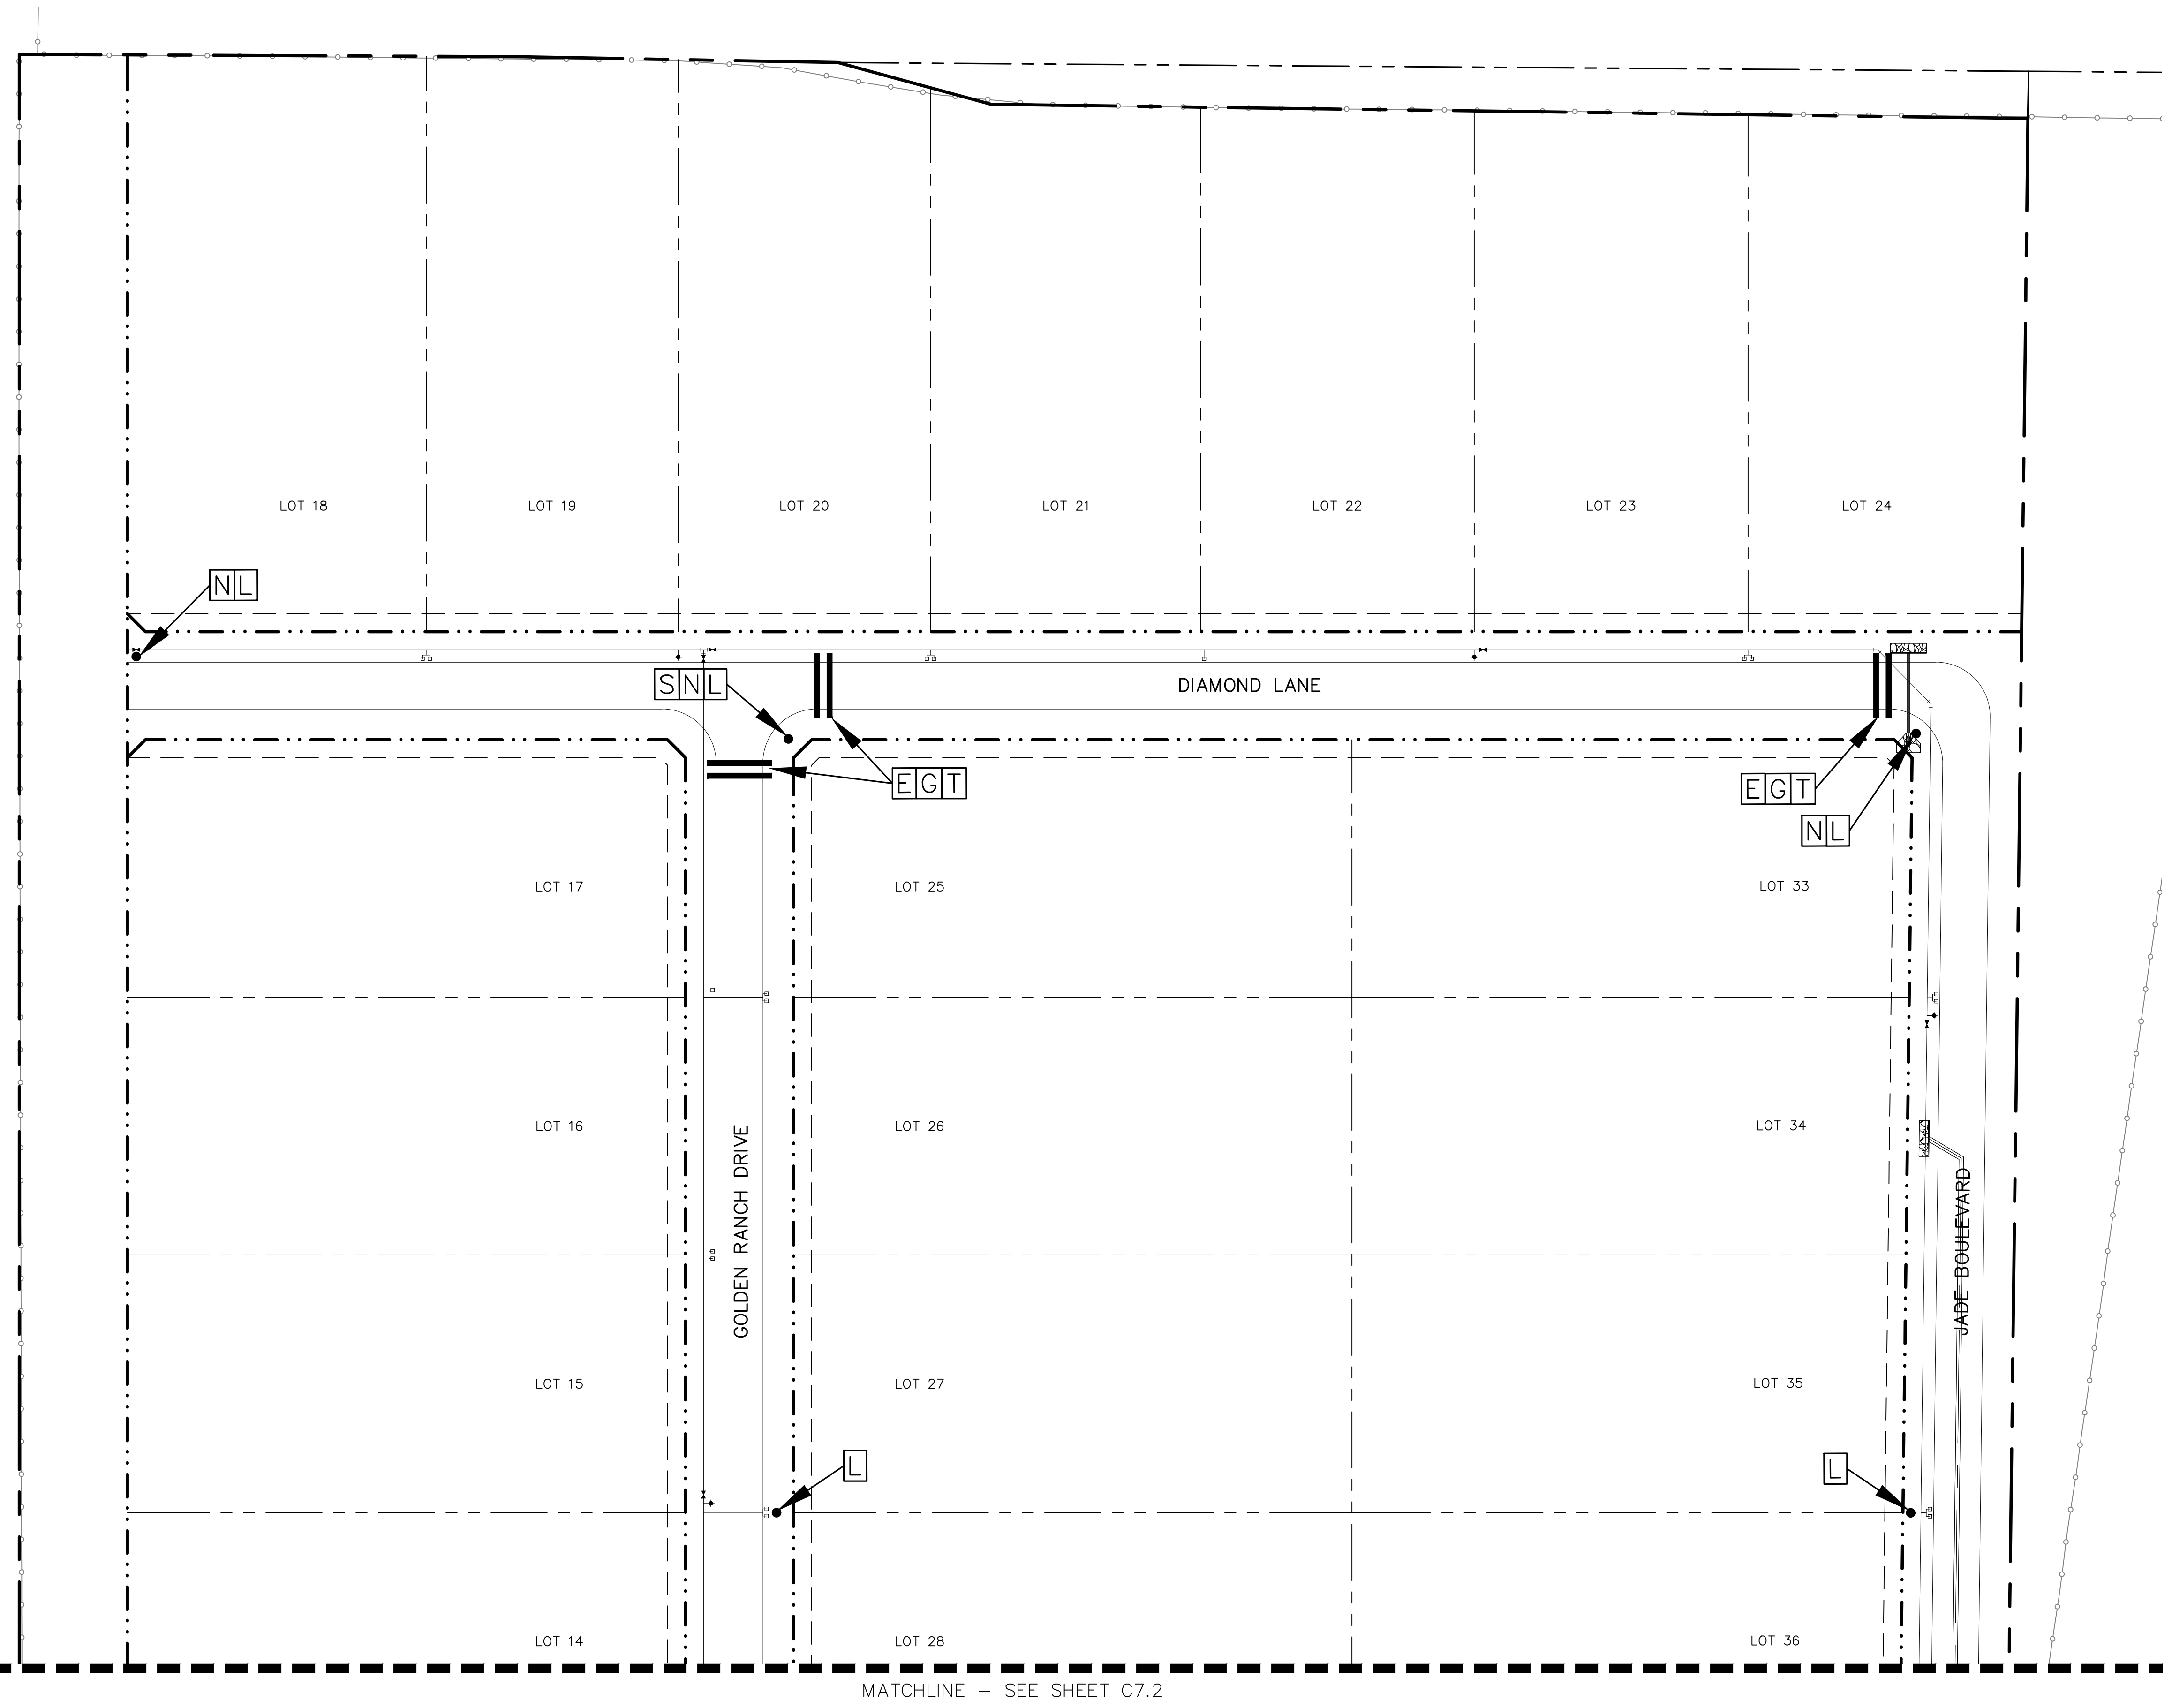 LOT 18
LOT 19
LOT 20
LOT 21
LOT 22
LOT 23
LOT 24
NL
SNL
DIAMOND LANE
EGT
EGT
NL
LOT 17
LOT 25
LOT 33
LOT 16
LOT 26
LOT 34
GOLDEN RANCH DRIVE
JADE BOULEVARD
LOT 15
LOT 27
LOT 35
L
L
LOT 14
LOT 28
LOT 36
MATCHLINE – SEE SHEET C7.2